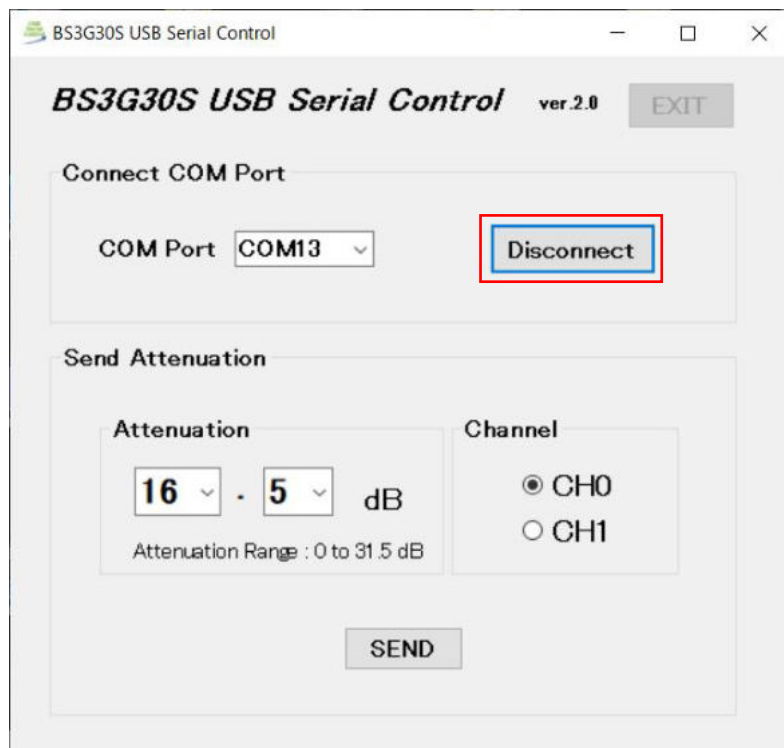 BS3G30S USB Serial Control
BS3G30S USB Serial Control ver.2.0 EXIT
Connect COM Port
COM Port COM13 Disconnect
Send Attenuation
Attenuation Channel
16 . 5 dB CH0
Attenuation Range : 0 to 31.5 dB CH1
SEND